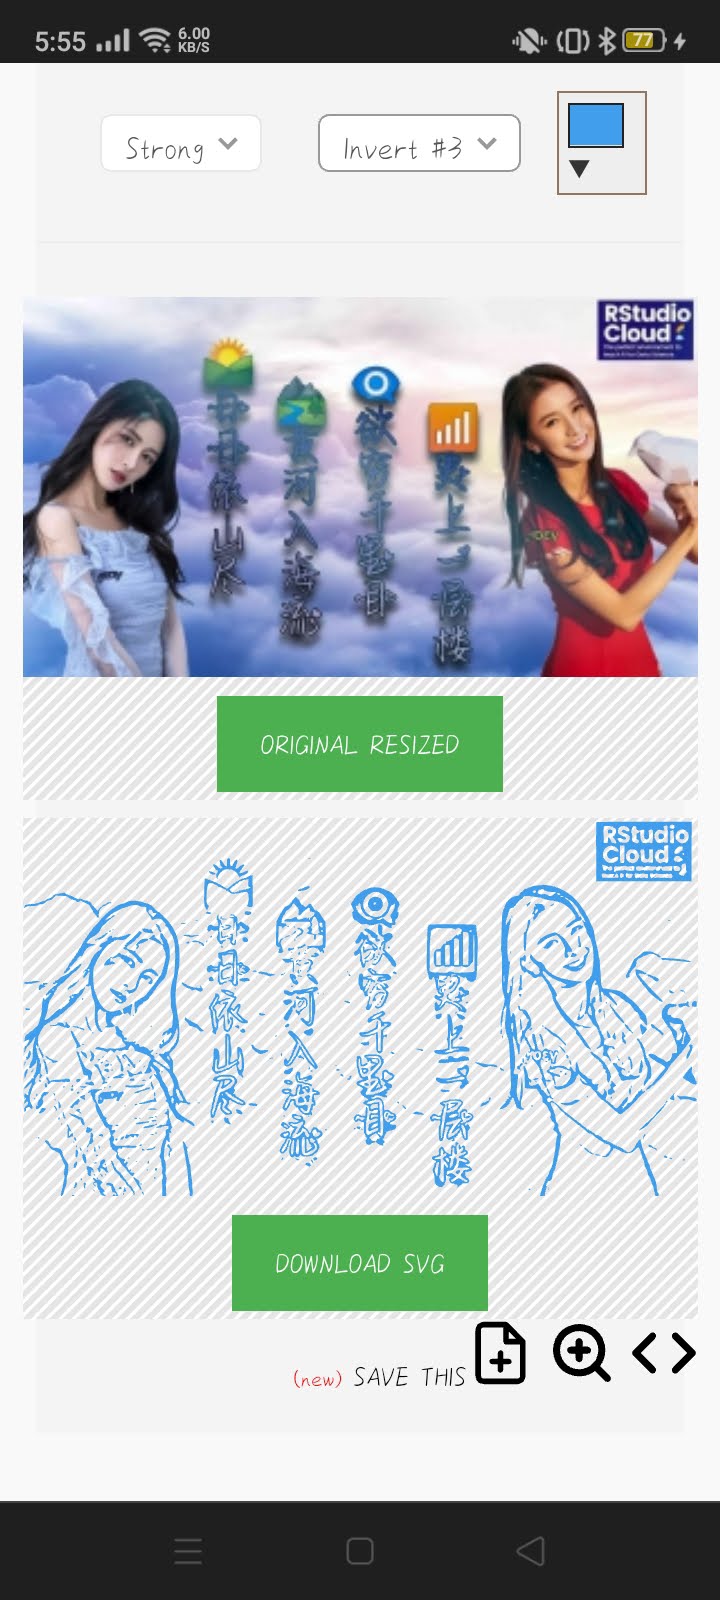 5:55
6.00
KB/S
77
Strong
Invert #3
RStudio
Cloud
白日依山尽
黄河入海流
欲穷千里目
更上一层楼
ORIGINAL RESIZED
RStudio
Cloud
白日依山尽
黄河入海流
欲穷千里目
更上一层楼
DOWNLOAD SVG
(new) SAVE THIS